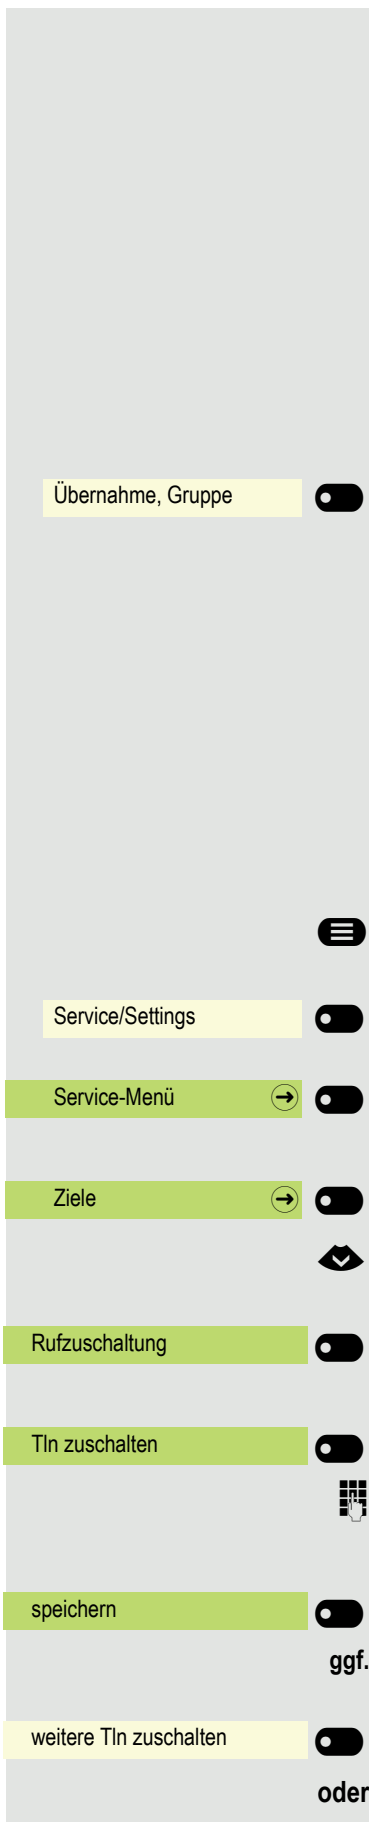 Übernahme, Gruppe
Service/Settings
Service-Menü
Ziele
Rufzuschaltung
Tln zuschalten
speichern
ggf.
weitere Tln zuschalten
oder